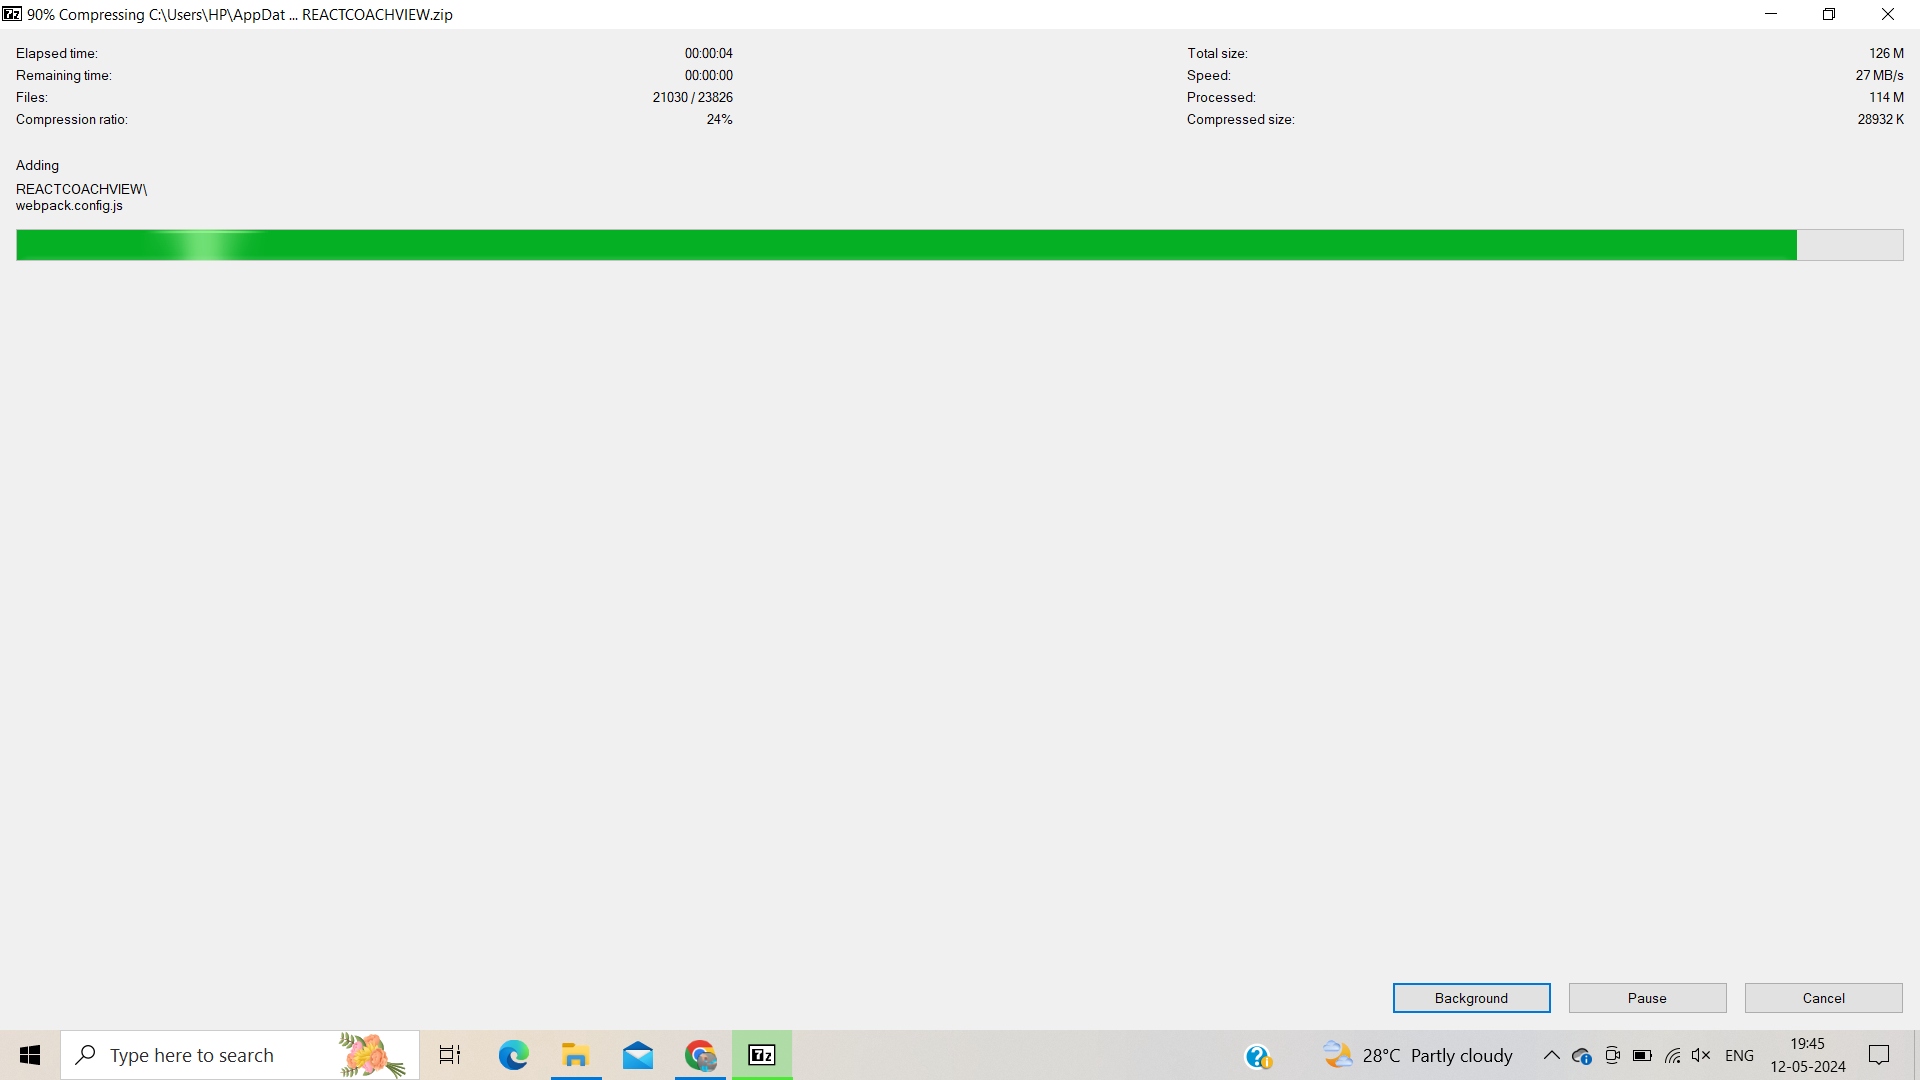 7z 90% Compressing C:\Users\HP\AppDat ... REACTCOACHVIEW.zip
Elapsed time: 00:00:04 Total size: 126 M
Remaining time: 00:00:00 Speed: 27 MB/s
Files: 21030 / 23826 Processed: 114 M
Compression ratio: 24% Compressed size: 28932 K
Adding
REACTCOACHVIEW\
webpack.config.js
Background Pause Cancel
Type here to search 7z 28°C Partly cloudy ENG 19:45
12-05-2024